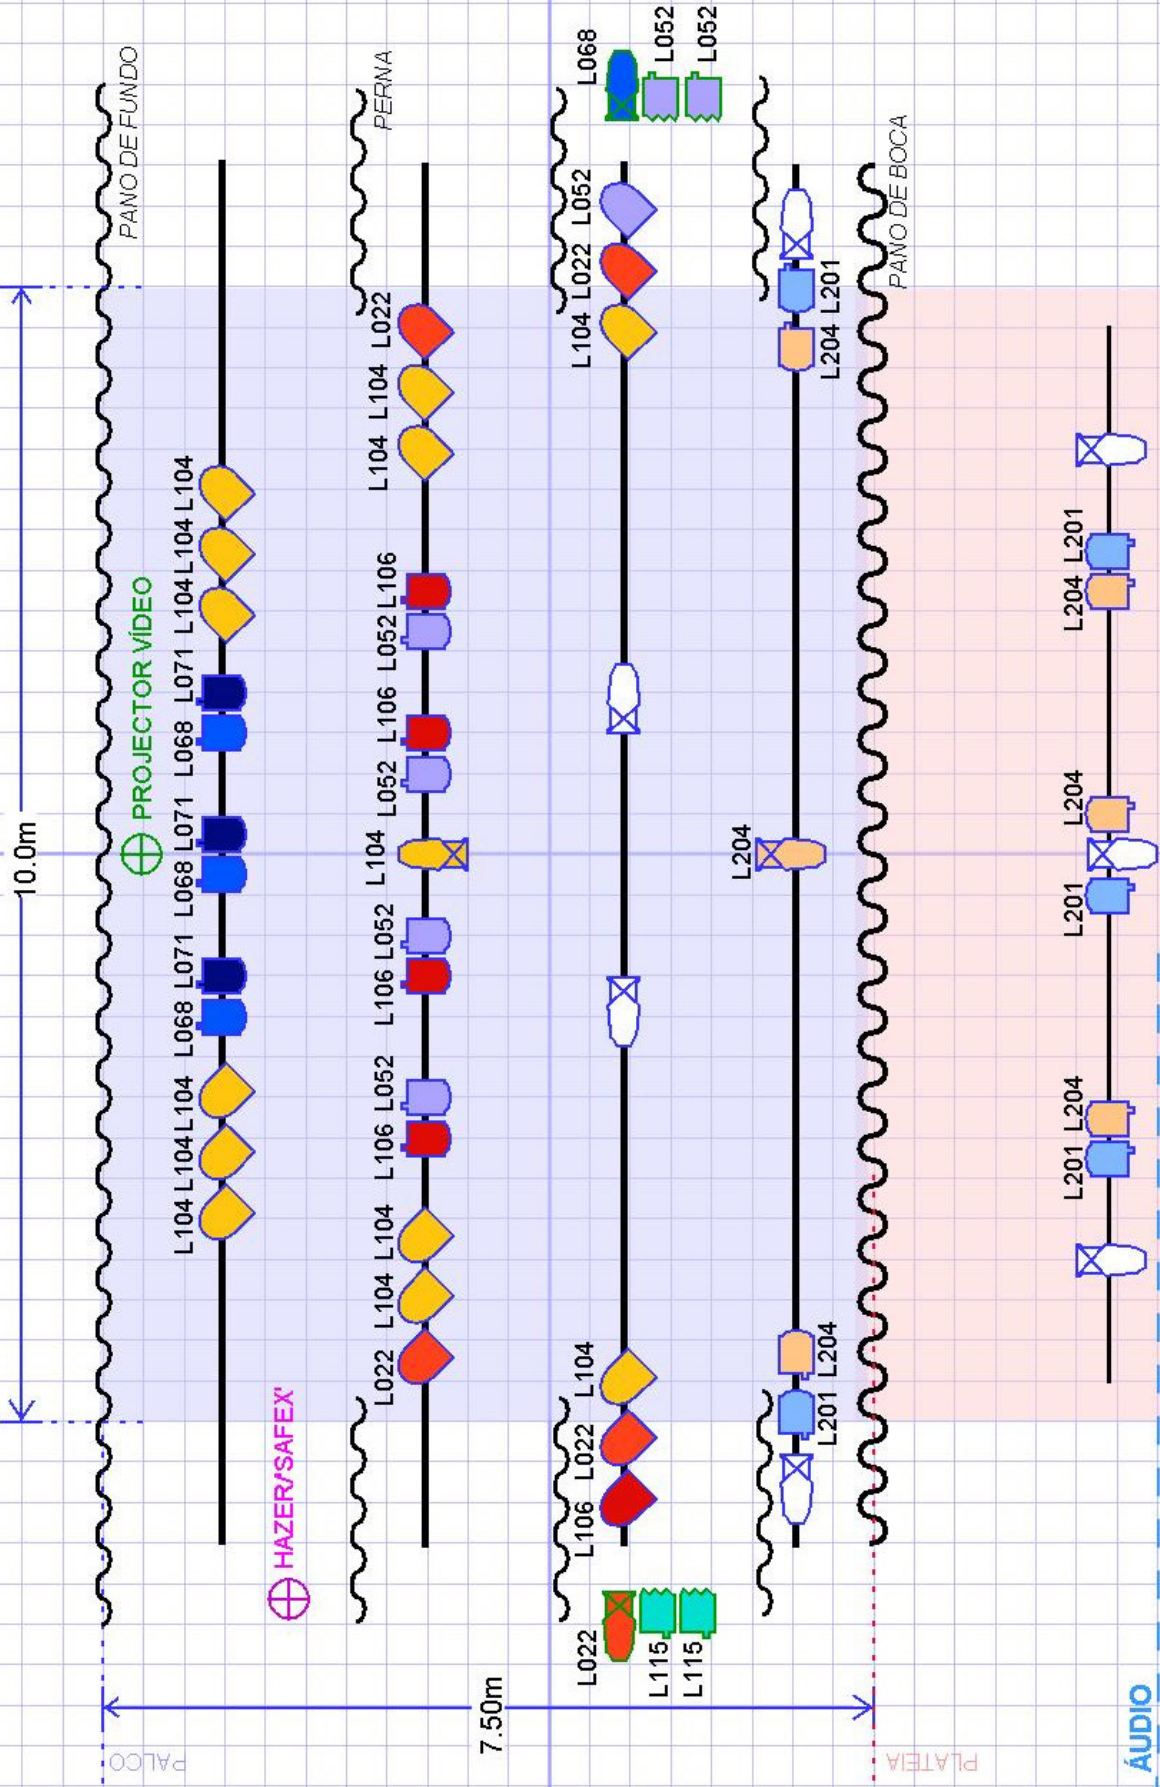 10.0m
PANO DE FUNDO
PROJECTOR VÍDEO
PALCO
L104 L104 L104 L068 L071 L068 L071 L068 L071 L104 L104 L104
HAZER/'SAFEX'
L022 L104 L104 L106 L052 L106 L052 L104 L052 L106 L052 L106 L104 L104 L022
PERNA
7.50m
L022 L106 L022 L104 L104 L022 L052 L068
L115 L052
L115 L052
L204
L201 L204 L204 L201
PANO DE BOCA
PLATEIA
L201 L204 L201 L204 L204 L201
ÁUDIO